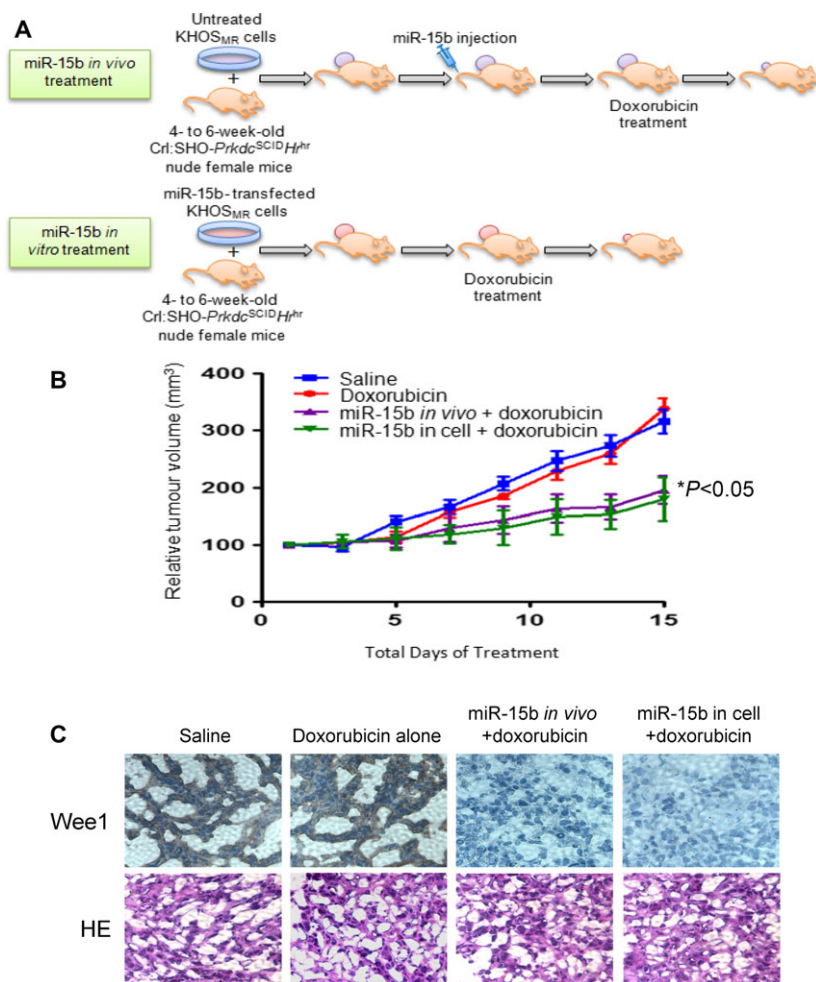 A
miR-15b in vivo
treatment
Untreated
KHOSMR cells
+
4- to 6-week-old
Crl:SHO-PrkdcSCIDHrhr
nude female mice
miR-15b injection
Doxorubicin
treatment
miR-15b in
vitro treatment
miR-15b-transfected
KHOSMR cells
+
4- to 6-week-old
Crl:SHO-PrkdcSCIDHrhr
nude female mice
Doxorubicin
treatment
B
Relative tumour volume (mm3)
400
300
200
100
0
0
5
10
15
Total Days of Treatment
Saline
Doxorubicin
miR-15b in vivo + doxorubicin
miR-15b in cell + doxorubicin
*P<0.05
C
Saline
Doxorubicin alone
miR-15b in vivo
+doxorubicin
miR-15b in cell
+doxorubicin
Wee1
HE